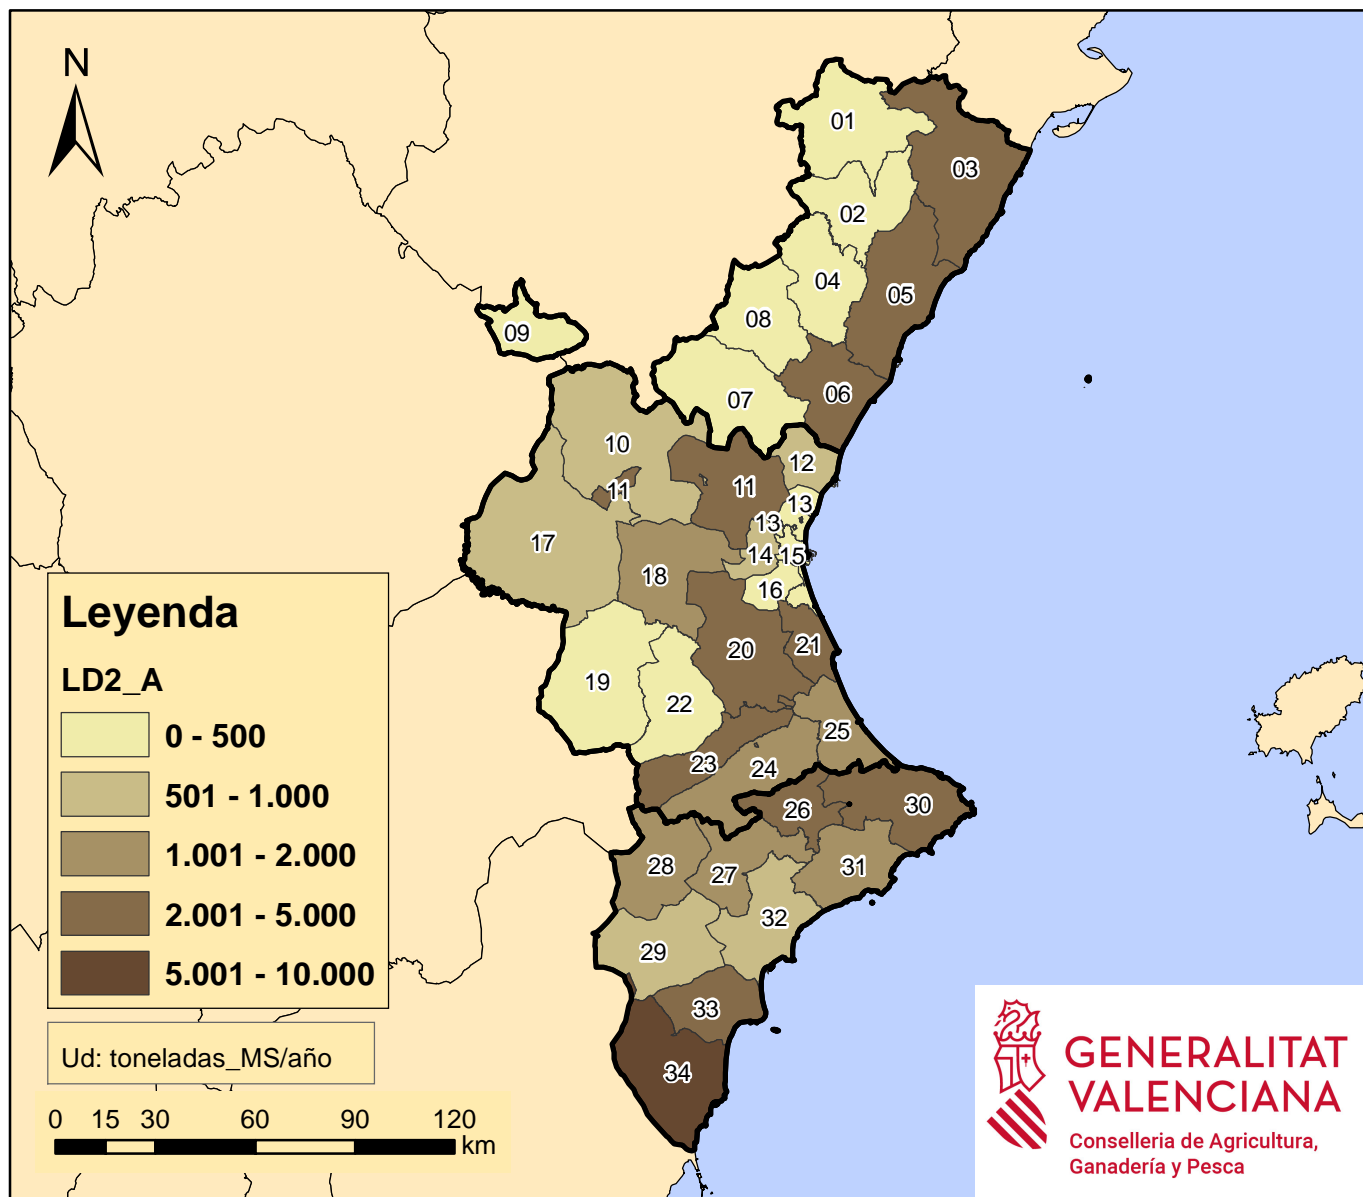 N
01
03
02
04
05
08
09
07
06
10
12
11
11
13
13
17
14
15
18
16
20
21
19
22
25
23
24
26
30
28
27
31
32
29
33
34
Leyenda
LD2_A
0 - 500
501 - 1.000
1.001 - 2.000
2.001 - 5.000
5.001 - 10.000
Ud: toneladas_MS/año
0 15 30 60 90 120
km
GENERALITAT
VALENCIANA
Conselleria de Agricultura,
Ganadería y Pesca